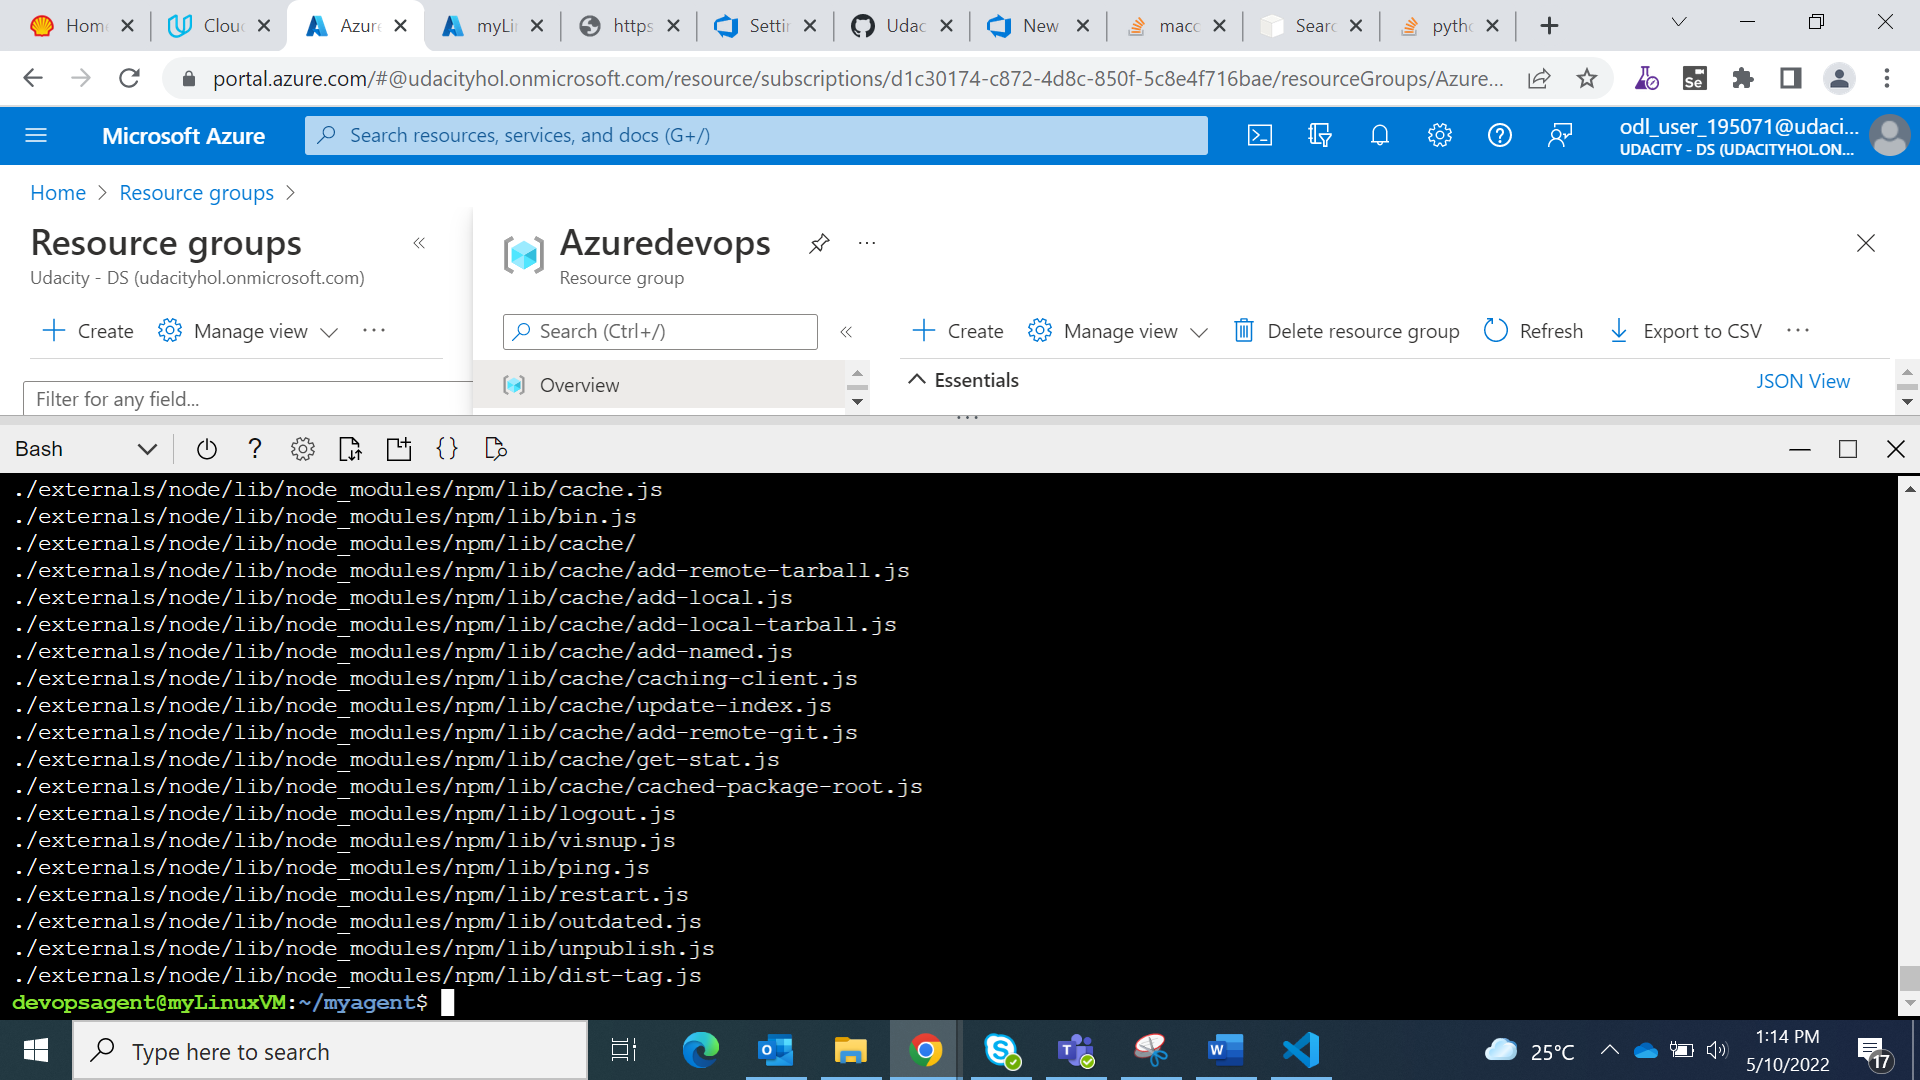 Home
Clou
Azure
myLi
https
Settin
Udac
New
macc
Searc
pytho
portal.azure.com/#@udacityhol.onmicrosoft.com/resource/subscriptions/d1c30174-c872-4d8c-850f-5c8e4f716bae/resourceGroups/Azure...
Se
Microsoft Azure
Search resources, services, and docs (G+/)
odl_user_195071@udaci...
UDACITY - DS (UDACITYHOL.ON...
Home > Resource groups >
Resource groups
Udacity - DS (udacityhol.onmicrosoft.com)
Create
Manage view
...
Filter for any field...
Azuredevops
...
Resource group
Search (Ctrl+/)
Overview
Create
Manage view
Delete resource group
Refresh
Export to CSV
...
Essentials
JSON View
Bash
./externals/node/lib/node_modules/npm/lib/cache.js
./externals/node/lib/node_modules/npm/lib/bin.js
./externals/node/lib/node_modules/npm/lib/cache/
./externals/node/lib/node_modules/npm/lib/cache/add-remote-tarball.js
./externals/node/lib/node_modules/npm/lib/cache/add-local.js
./externals/node/lib/node_modules/npm/lib/cache/add-local-tarball.js
./externals/node/lib/node_modules/npm/lib/cache/add-named.js
./externals/node/lib/node_modules/npm/lib/cache/caching-client.js
./externals/node/lib/node_modules/npm/lib/cache/update-index.js
./externals/node/lib/node_modules/npm/lib/cache/add-remote-git.js
./externals/node/lib/node_modules/npm/lib/cache/get-stat.js
./externals/node/lib/node_modules/npm/lib/cache/cached-package-root.js
./externals/node/lib/node_modules/npm/lib/logout.js
./externals/node/lib/node_modules/npm/lib/visnup.js
./externals/node/lib/node_modules/npm/lib/ping.js
./externals/node/lib/node_modules/npm/lib/restart.js
./externals/node/lib/node_modules/npm/lib/outdated.js
./externals/node/lib/node_modules/npm/lib/unpublish.js
./externals/node/lib/node_modules/npm/lib/dist-tag.js
devopsagent@myLinuxVM:~/myagent$
Type here to search
25°C
1:14 PM
5/10/2022
17